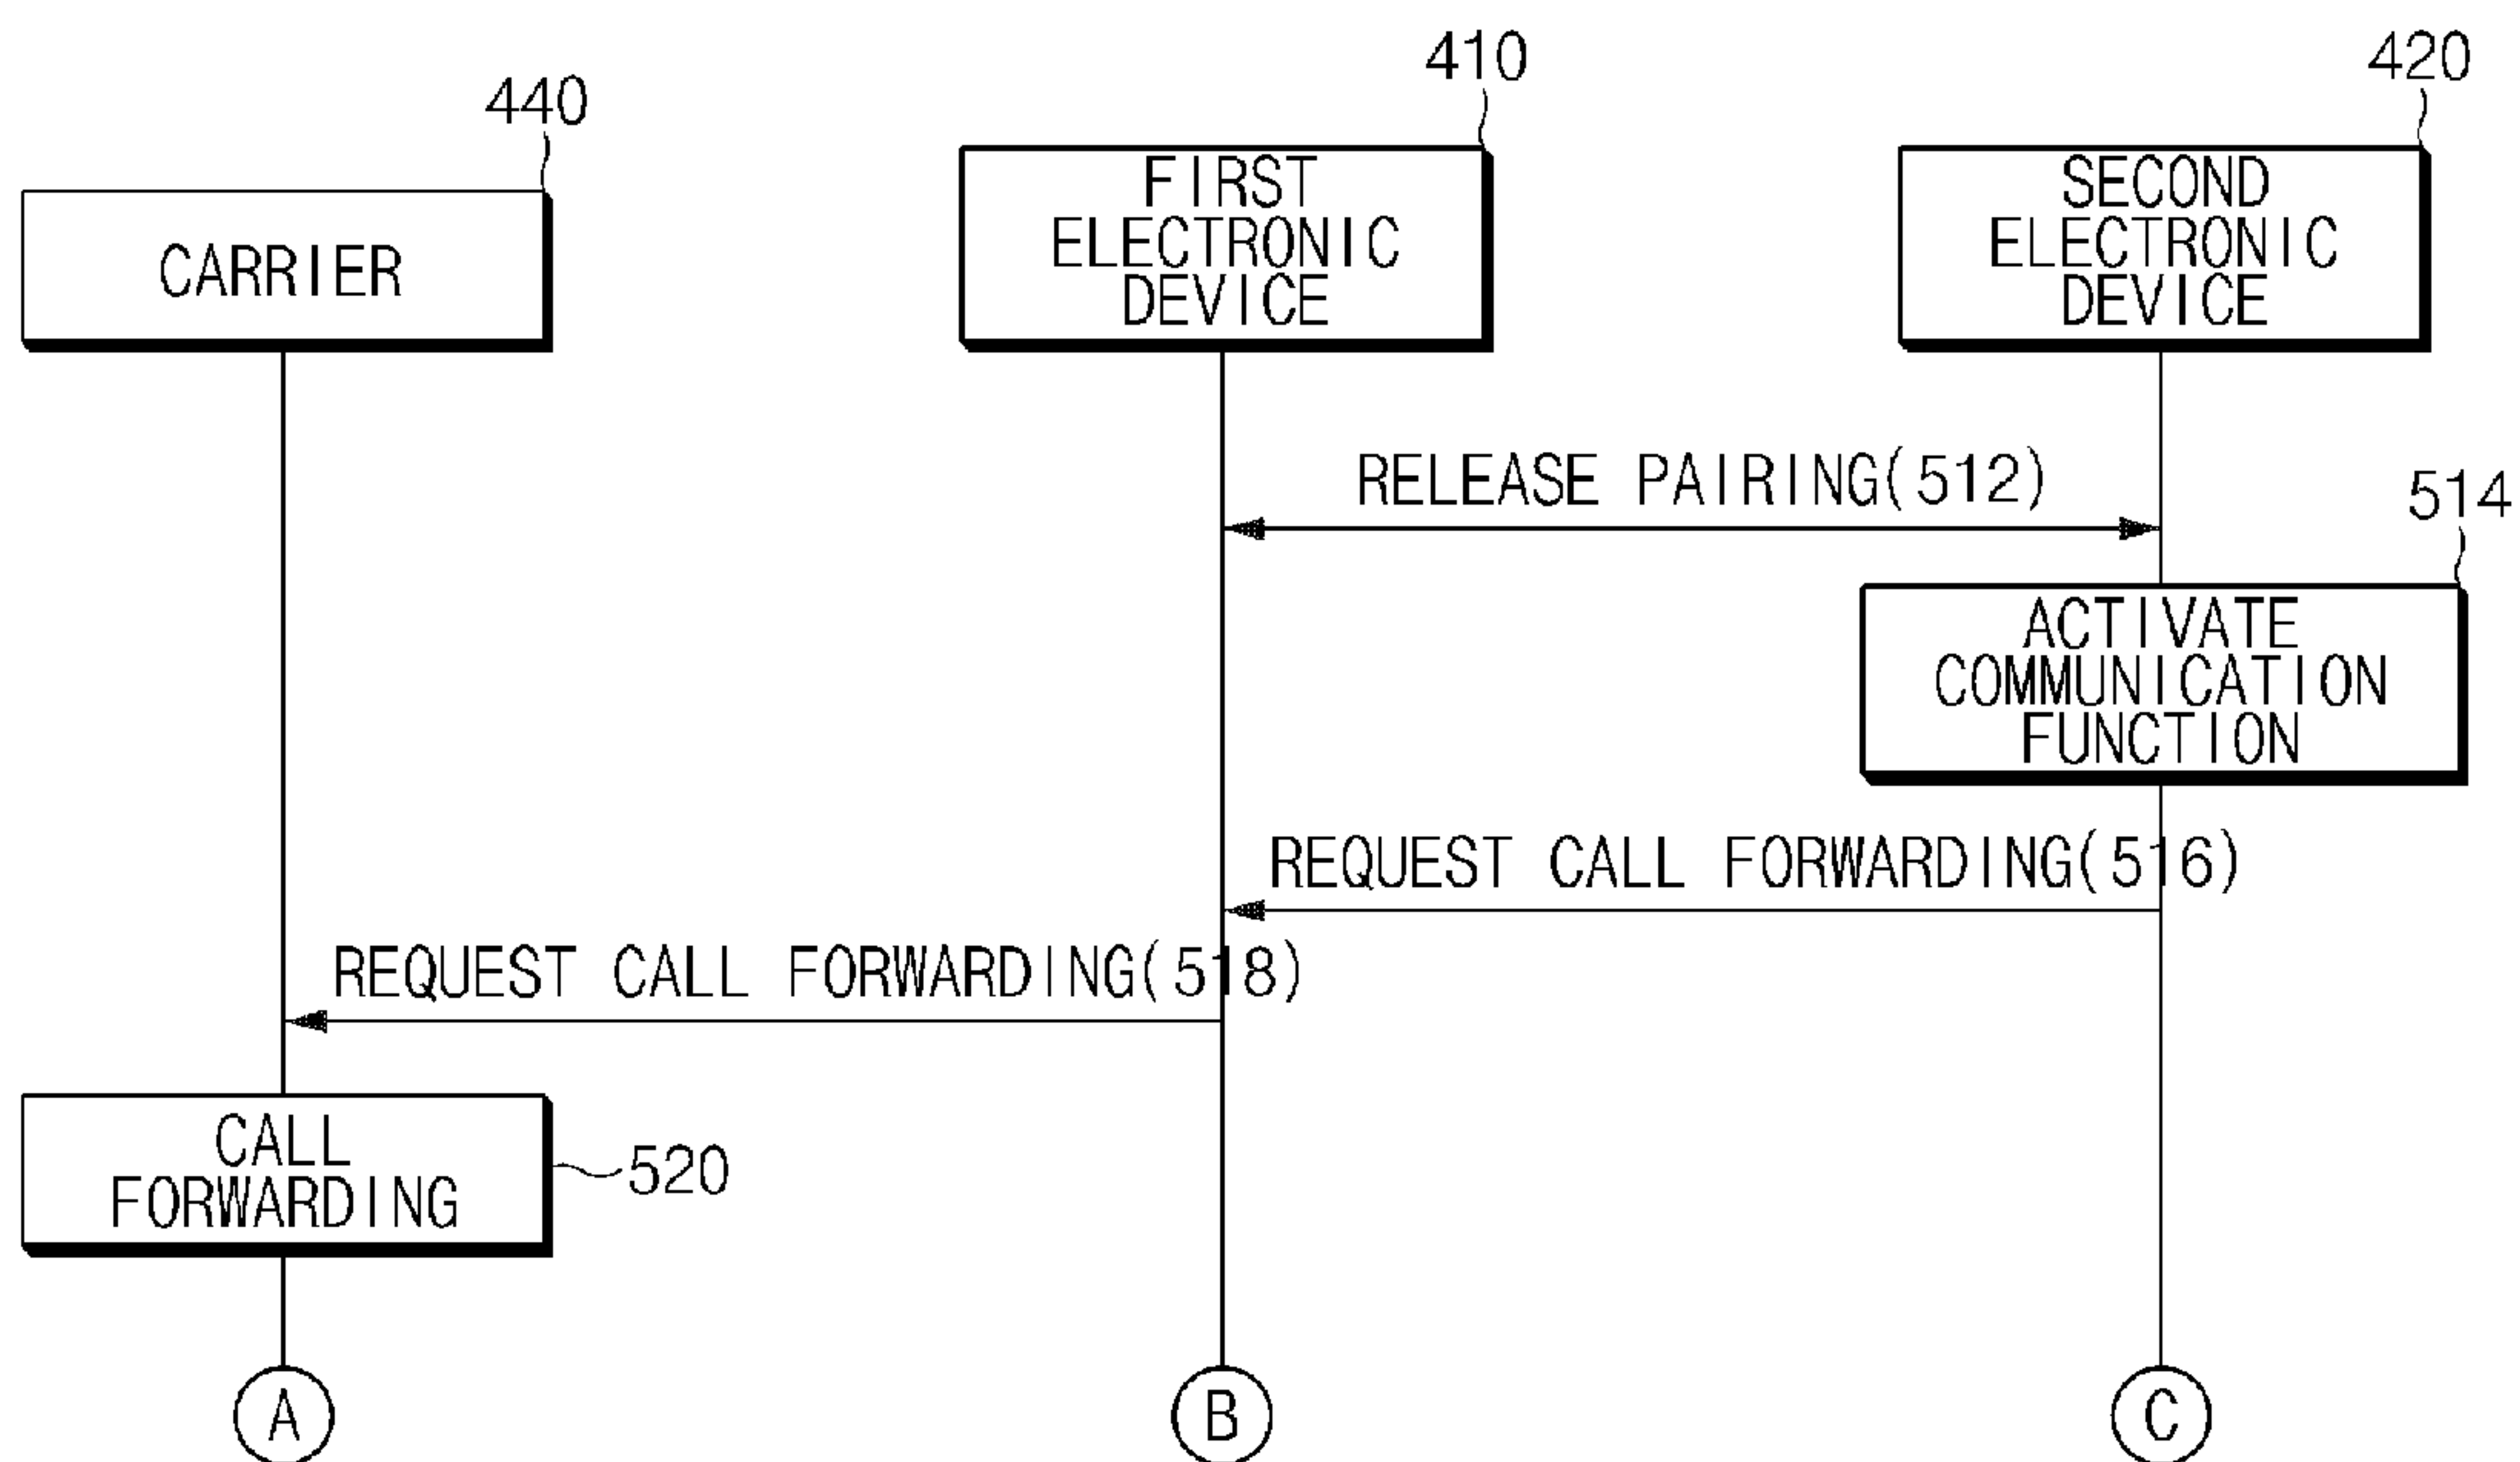 440
410
420
CARRIER
FIRST
ELECTRONIC
DEVICE
SECOND
ELECTRONIC
DEVICE
RELEASE PAIRING(512)
514
ACTIVATE
COMMUNICATION
FUNCTION
REQUEST CALL FORWARDING(516)
REQUEST CALL FORWARDING(518)
CALL
FORWARDING
520
A
B
C